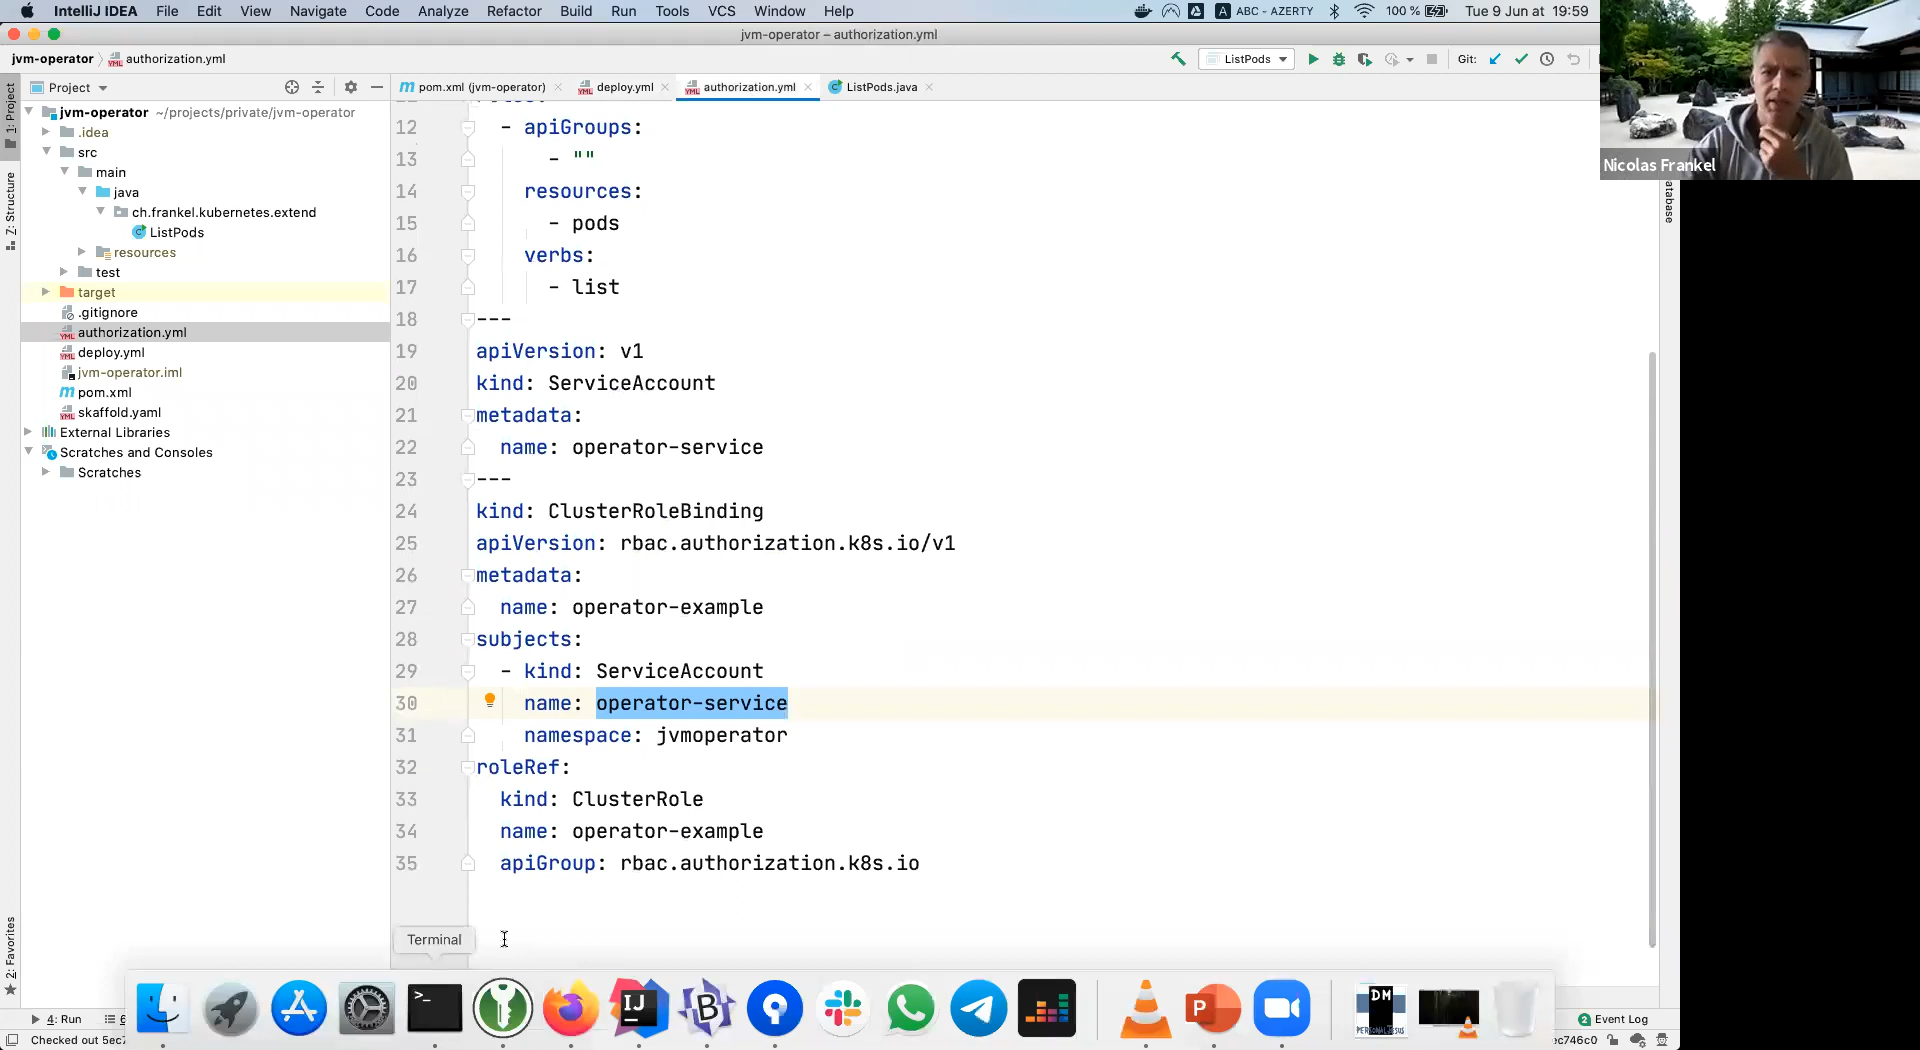 IntelliJ IDEA File Edit View Navigate Code Analyze Refactor Build Run Tools VCS Window Help
A ABC - AZERTY 100 % Tue 9 Jun at 19:59
jvm-operator – authorization.yml
jvm-operator authorization.yml
ListPods
Git:
Project
pom.xml (jvm-operator)
deploy.yml
authorization.yml
ListPods.java
1: Project
Z: Structure
2: Favorites
atabase
jvm-operator ~/projects/private/jvm-operator
.idea
src
main
java
ch.frankel.kubernetes.extend
ListPods
resources
test
target
.gitignore
authorization.yml
deploy.yml
jvm-operator.iml
pom.xml
skaffold.yaml
External Libraries
Scratches and Consoles
Scratches
12 - apiGroups:
13 - ""
14 resources:
15 - pods
16 verbs:
17 - list
18 ---
19 apiVersion: v1
20 kind: ServiceAccount
21 metadata:
22 name: operator-service
23 ---
24 kind: ClusterRoleBinding
25 apiVersion: rbac.authorization.k8s.io/v1
26 metadata:
27 name: operator-example
28 subjects:
29 - kind: ServiceAccount
30 name: operator-service
31 namespace: jvmoperator
32 roleRef:
33 kind: ClusterRole
34 name: operator-example
35 apiGroup: rbac.authorization.k8s.io
Nicolas Frankel
Terminal
>_
IJ
B
P
DM
4: Run 6
2 Event Log
Checked out 5ec7
ec746c0